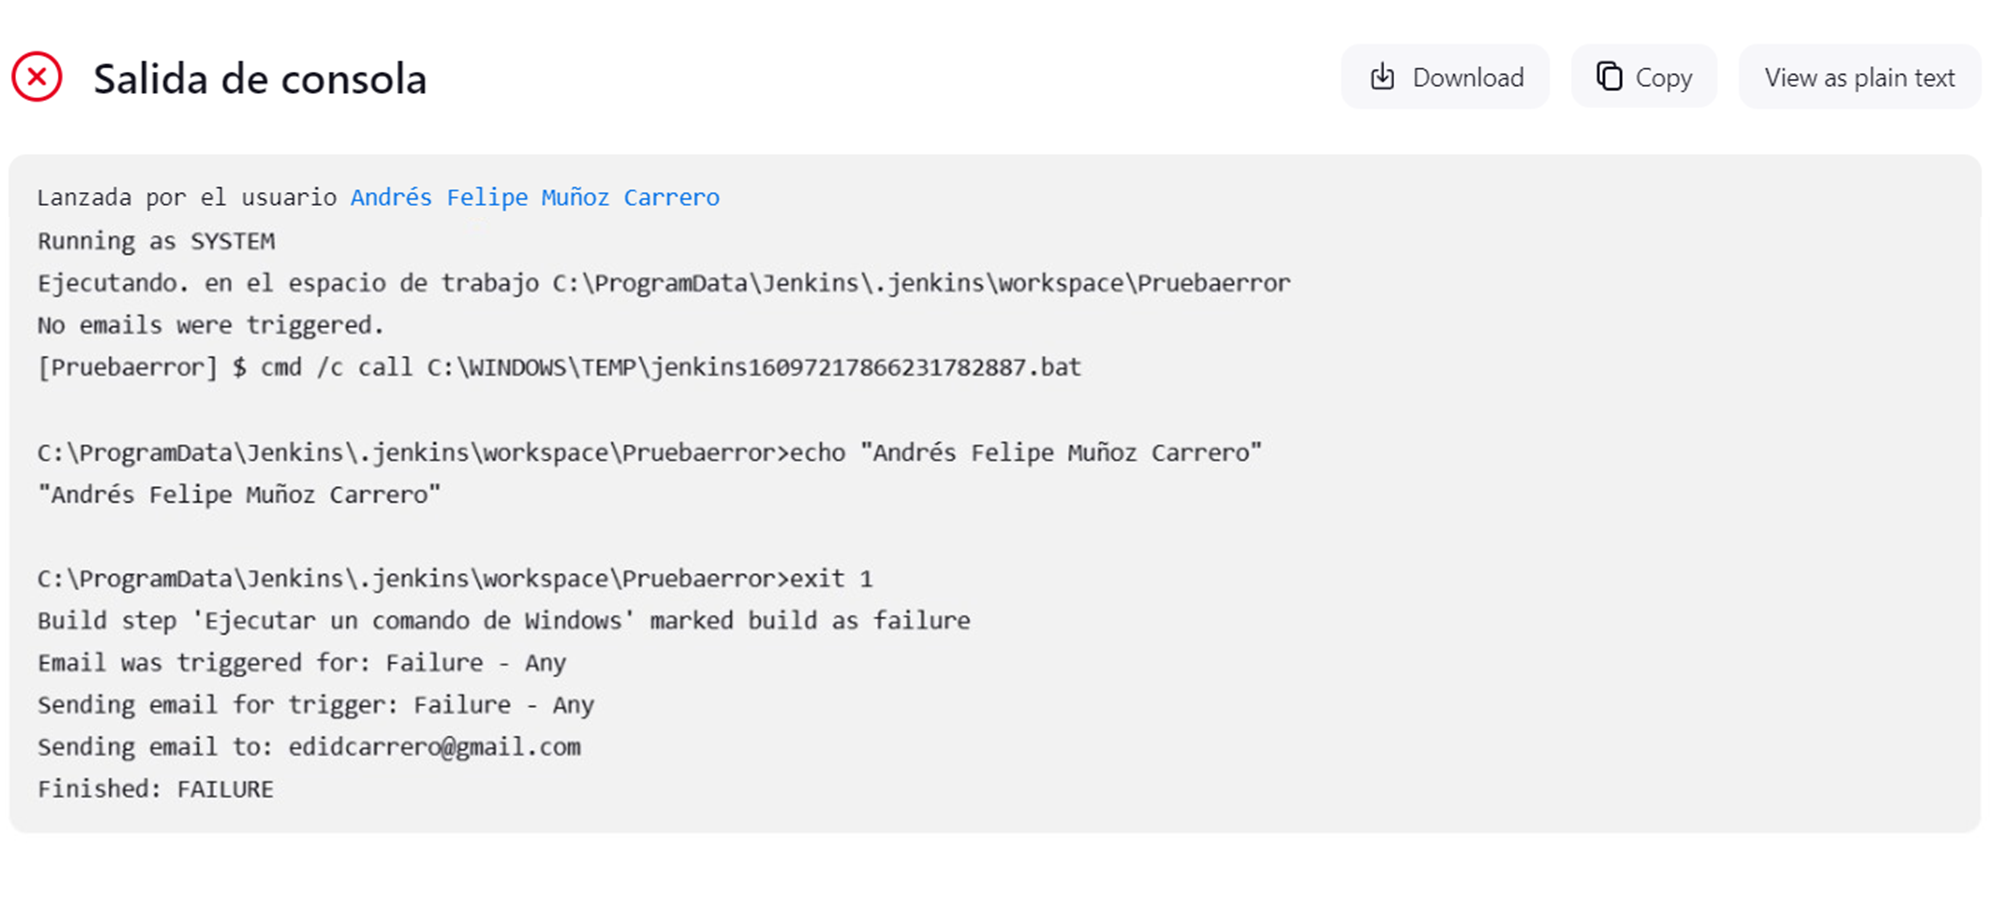 Salida de consola
Download
Copy
View as plain text
Lanzada por el usuario Andrés Felipe Muñoz Carrero
Running as SYSTEM
Ejecutando. en el espacio de trabajo C:\ProgramData\Jenkins\.jenkins\workspace\Pruebaerror
No emails were triggered.
[Pruebaerror] $ cmd /c call C:\WINDOWS\TEMP\jenkins16097217866231782887.bat
C:\ProgramData\Jenkins\.jenkins\workspace\Pruebaerror>echo "Andrés Felipe Muñoz Carrero"
"Andrés Felipe Muñoz Carrero"
C:\ProgramData\Jenkins\.jenkins\workspace\Pruebaerror>exit 1
Build step 'Ejecutar un comando de Windows' marked build as failure
Email was triggered for: Failure - Any
Sending email for trigger: Failure - Any
Sending email to: edidcarrero@gmail.com
Finished: FAILURE